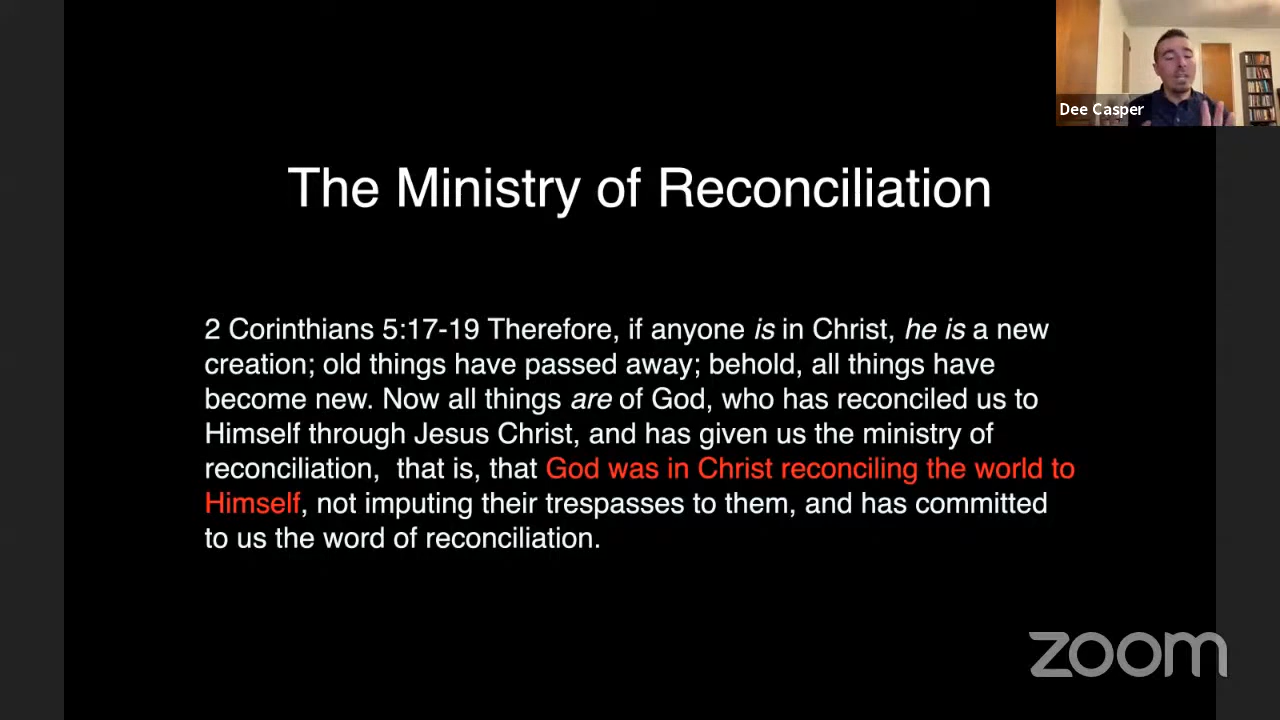 Dee Casper
The Ministry of Reconciliation
2 Corinthians 5:17-19 Therefore, if anyone is in Christ, he is a new
creation; old things have passed away; behold, all things have
become new. Now all things are of God, who has reconciled us to
Himself through Jesus Christ, and has given us the ministry of
reconciliation,  that is, that God was in Christ reconciling the world to
Himself, not imputing their trespasses to them, and has committed
to us the word of reconciliation.
zoom